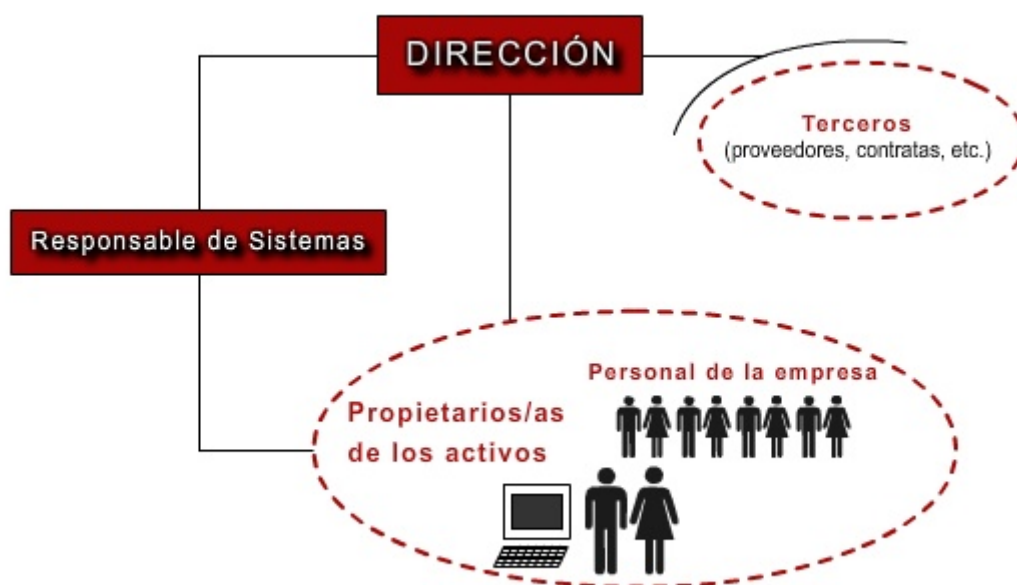 DIRECCIÓN
Terceros
(proveedores, contratas, etc.)
Responsable de Sistemas
Personal de la empresa
Propietarios/as
de los activos